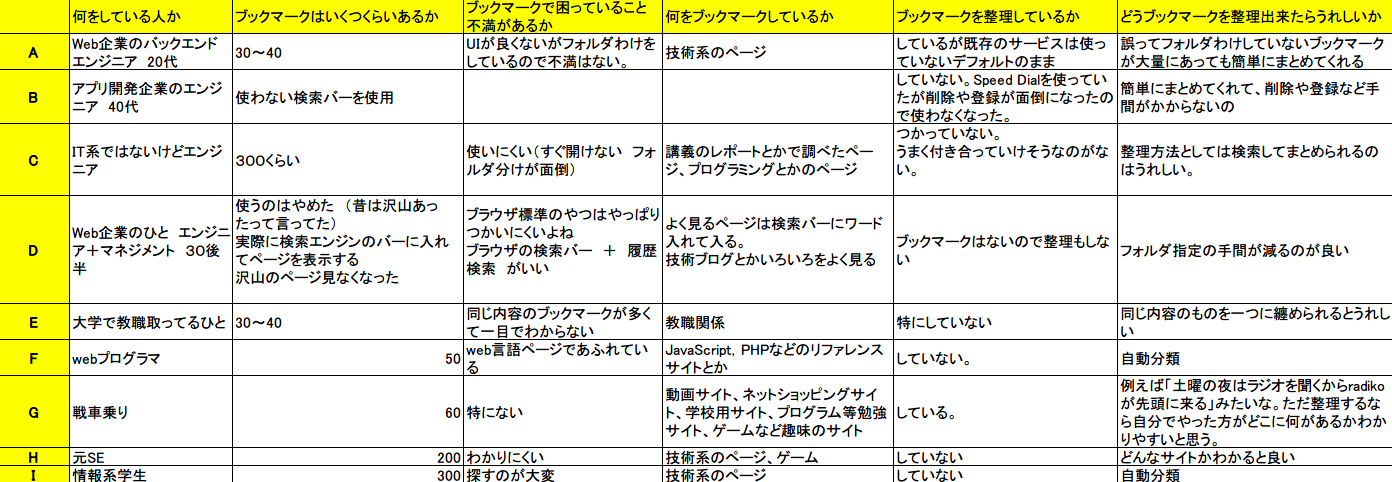 何をしている人か
ブックマークはいくつくらいあるか
ブックマークで困っていること
不満があるか
何をブックマークしているか
ブックマークを整理しているか
どうブックマークを整理出来たらうれしいか
A
Web企業のバックエンド
エンジニア　20代
30～40
UIが良くないがフォルダわけを
しているので不満はない。
技術系のページ
しているが既存のサービスは使っ
ていないデフォルトのまま
誤ってフォルダわけしていないブックマーク
が大量にあっても簡単にまとめてくれる
B
アプリ開発企業のエンジ
ニア　40代
使わない検索バーを使用
していない。Speed Dialを使ってい
たが削除や登録が面倒になったの
で使わなくなった。
簡単にまとめてくれて、削除や登録など手
間がかからないの
C
IT系ではないけどエンジ
ニア
300くらい
使いにくい（すぐ開けない　フォ
ルダ分けが面倒）
講義のレポートとかで調べたペー
ジ、プログラミングとかのページ
つかっていない。
うまく付き合っていけそうなのがな
い。
整理方法としては検索してまとめられるの
はうれしい。
D
Web企業のひと　エンジニ
ア＋マネジメント　30後
半
使うのはやめた　（昔は沢山あっ
たって言ってた）
実際に検索エンジンのバーに入れ
てページを表示する
沢山のページ見なくなった
ブラウザ標準のやつはやっぱり
つかいにくいよね
ブラウザの検索バー　＋　履歴
検索　がいい
よく見るページは検索バーにワード
入れて入る。
技術ブログとかいろいろをよく見る
ブックマークはないので整理もしな
い
フォルダ指定の手間が減るのが良い
E
大学で教職取ってるひと
30～40
同じ内容のブックマークが多く
て一目でわからない
教職関係
特にしていない
同じ内容のものを一つに纏められるとうれし
い
F
webプログラマ
50
web言語ページであふれてい
る
JavaScript, PHPなどのリファレンス
サイトとか
していない。
自動分類
G
戦車乗り
60
特にない
動画サイト、ネットショッピングサイ
ト、学校用サイト、プログラム等勉強
サイト、ゲームなど趣味のサイト
している。
例えば「土曜の夜はラジオを聞くからradiko
が先頭に来る」みたいな。ただ整理するな
ら自分でやった方がどこに何があるかわか
りやすいと思う。
H
元SE
200
わかりにくい
技術系のページ、ゲーム
していない
どんなサイトかわかると良い
I
情報系学生
300
探すのが大変
技術系のページ
していない
自動分類